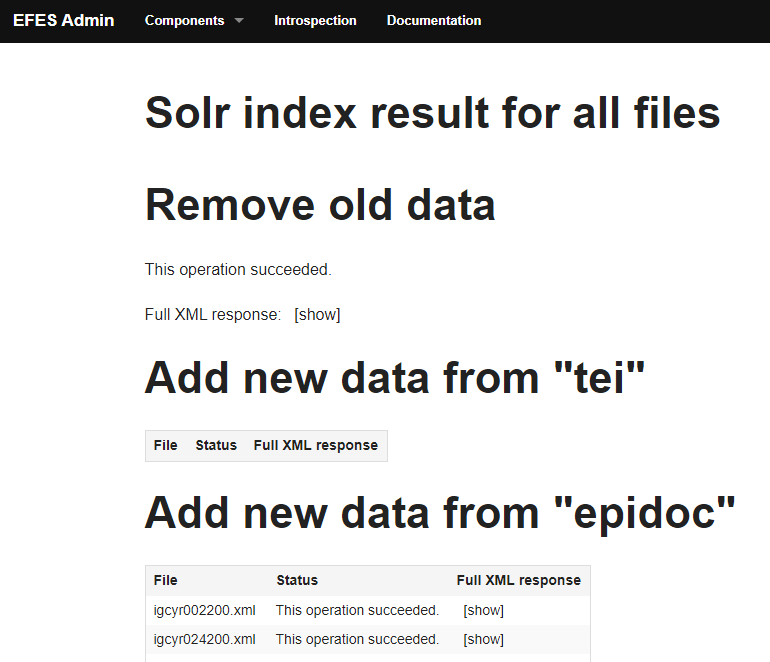 EFES Admin Components Introspection Documentation
Solr index result for all files
Remove old data
This operation succeeded.
Full XML response: [show]
Add new data from "tei"
File Status Full XML response
Add new data from "epidoc"
File Status Full XML response
igcyr002200.xml This operation succeeded. [show]
igcyr024200.xml This operation succeeded. [show]